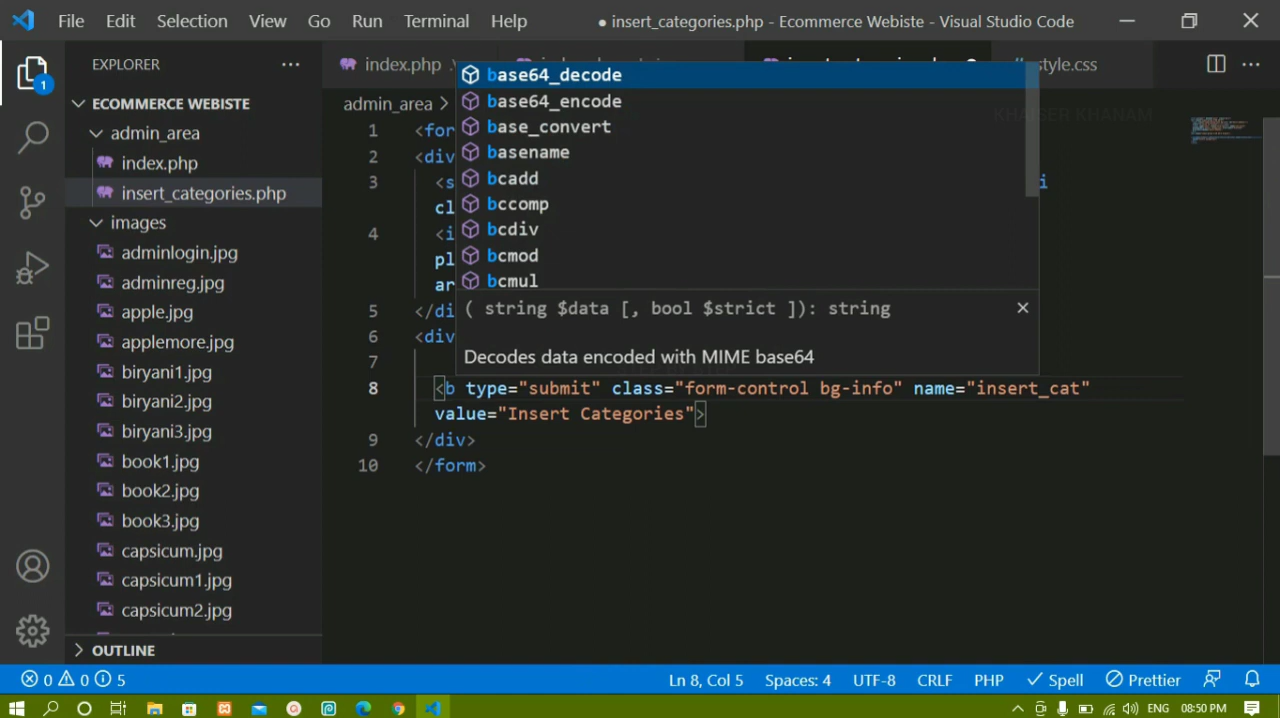 File Edit Selection View Go Run Terminal Help
● insert_categories.php - Ecommerce Webiste - Visual Studio Code
EXPLORER
index.php
style.css
ECOMMERCE WEBISTE
admin_area
index.php
insert_categories.php
images
adminlogin.jpg
adminreg.jpg
apple.jpg
applemore.jpg
biryani1.jpg
biryani2.jpg
biryani3.jpg
book1.jpg
book2.jpg
book3.jpg
capsicum.jpg
capsicum1.jpg
capsicum2.jpg
OUTLINE
admin_area >
KHAISER KHANAM
base64_decode
base64_encode
base_convert
basename
bcadd
bccomp
bcdiv
bcmod
bcmul
( string $data [, bool $strict ]): string
Decodes data encoded with MIME base64
1 <for
2 <div
3 <s
cl
4 <i
pl
ar
5 </di
6 <div
7
8 <b type="submit" class="form-control bg-info" name="insert_cat"
value="Insert Categories">
9 </div>
10 </form>
1
0 0 5
Ln 8, Col 5 Spaces: 4 UTF-8 CRLF PHP Spell Prettier
ENG 08:50 PM